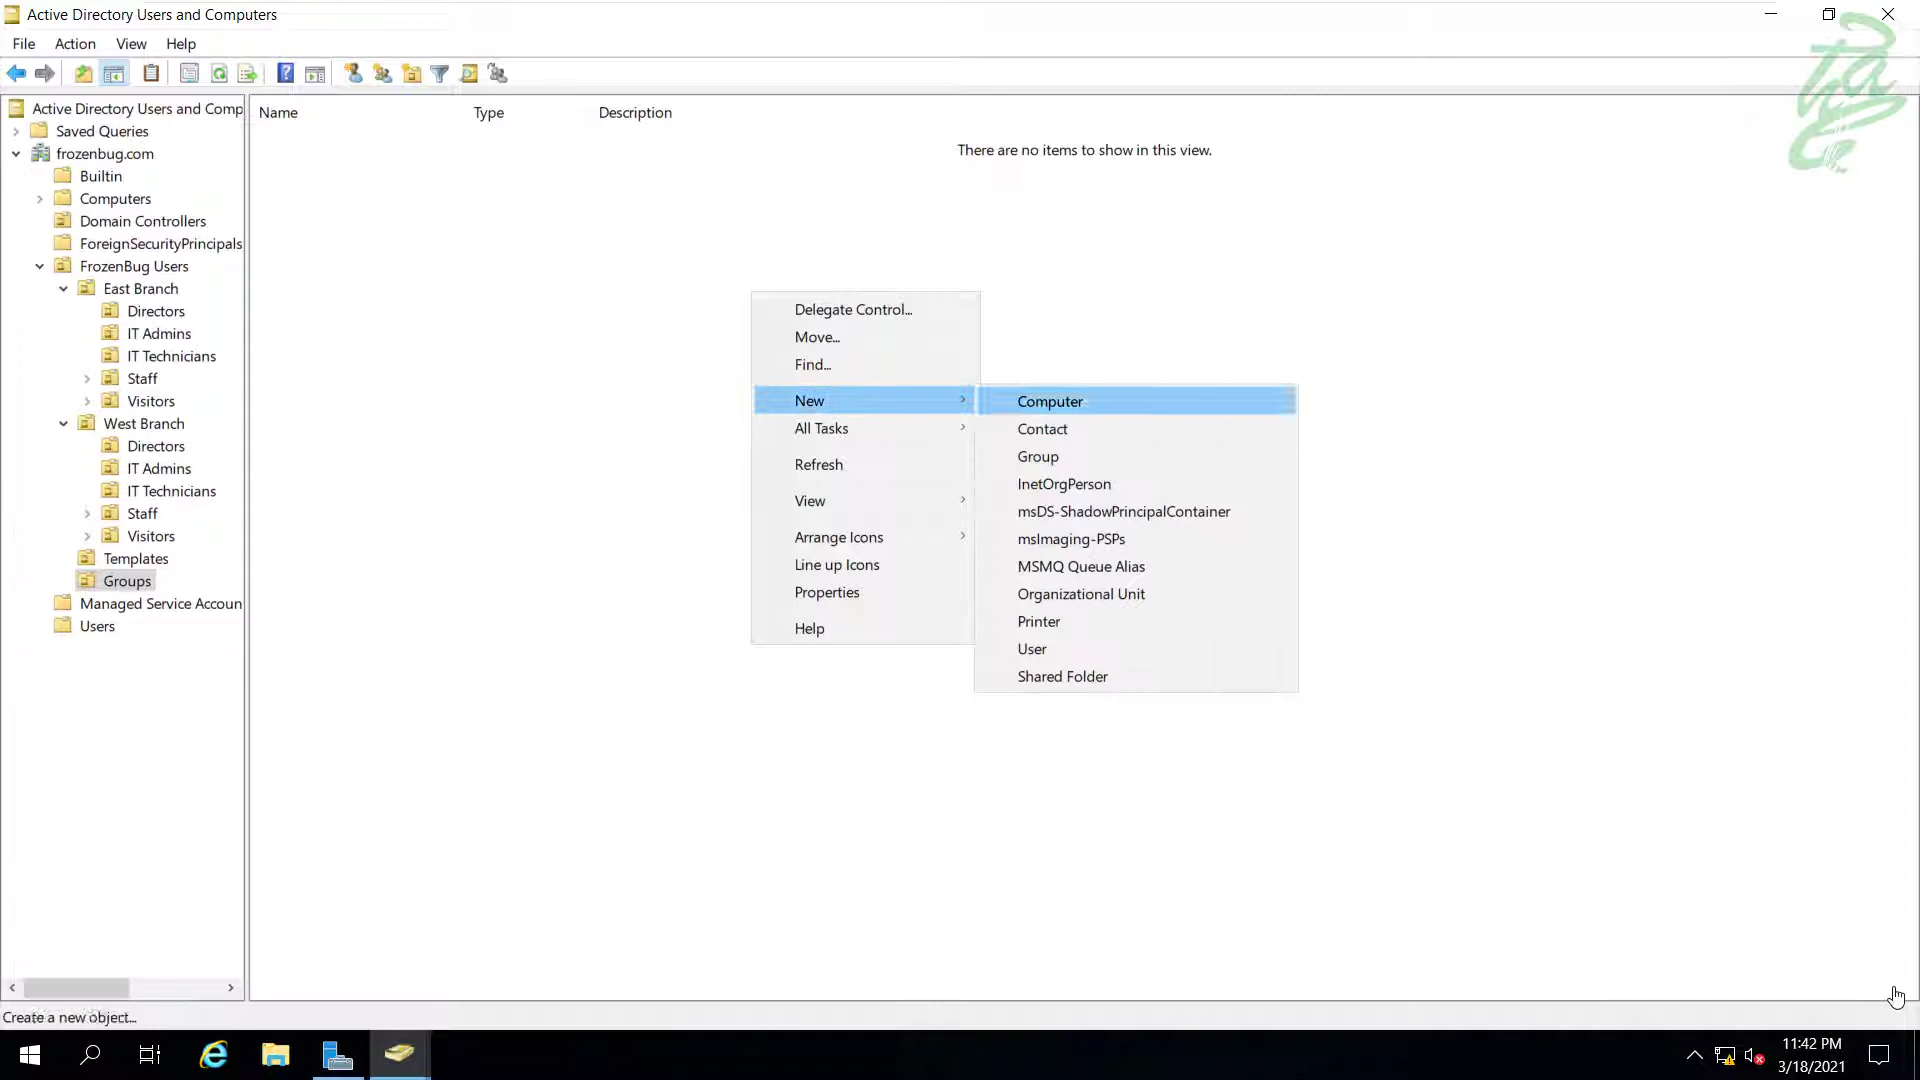 Active Directory Users and Computers
File Action View Help
Active Directory Users and Comp
Saved Queries
frozenbug.com
Builtin
Computers
Domain Controllers
ForeignSecurityPrincipals
FrozenBug Users
East Branch
Directors
IT Admins
IT Technicians
Staff
Visitors
West Branch
Directors
IT Admins
IT Technicians
Staff
Visitors
Templates
Groups
Managed Service Accoun
Users
Name Type Description
There are no items to show in this view.
Delegate Control...
Move...
Find...
New
All Tasks
Refresh
View
Arrange Icons
Line up Icons
Properties
Help
Computer
Contact
Group
InetOrgPerson
msDS-ShadowPrincipalContainer
msImaging-PSPs
MSMQ Queue Alias
Organizational Unit
Printer
User
Shared Folder
Create a new object...
11:42 PM
3/18/2021